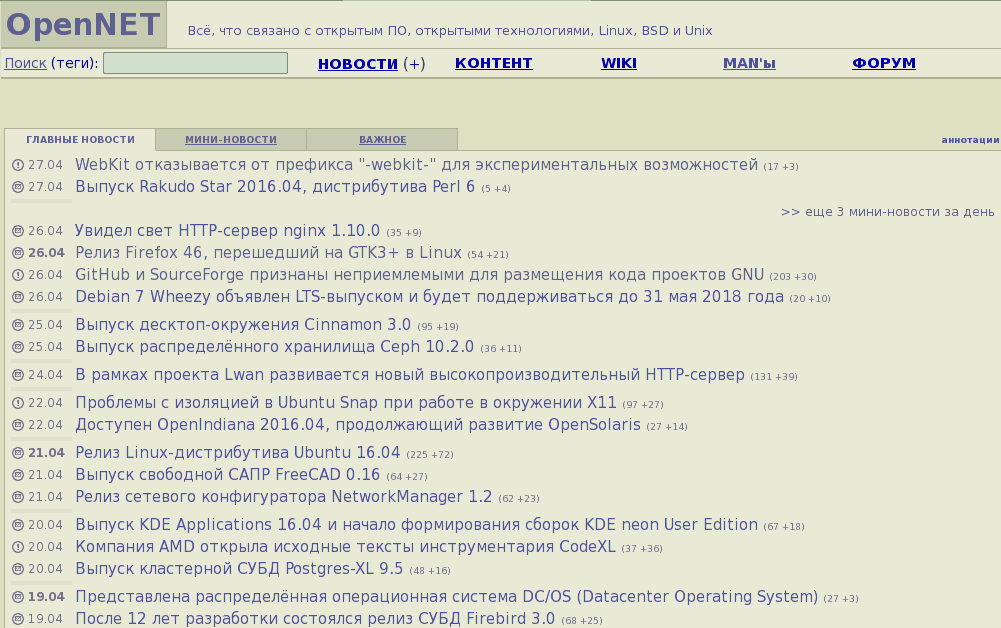 OpenNET
Всё, что связано с открытым ПО, открытыми технологиями, Linux, BSD и Unix
Поиск (теги): НОВОСТИ (+) КОНТЕНТ WIKI MAN'ы ФОРУМ
ГЛАВНЫЕ НОВОСТИ МИНИ-НОВОСТИ ВАЖНОЕ аннотации
27.04 WebKit отказывается от префикса "-webkit-" для экспериментальных возможностей (17 +3)
27.04 Выпуск Rakudo Star 2016.04, дистрибутива Perl 6 (5 +4)
>> еще 3 мини-новости за день
26.04 Увидел свет HTTP-сервер nginx 1.10.0 (35 +9)
26.04 Релиз Firefox 46, перешедший на GTK3+ в Linux (54 +21)
26.04 GitHub и SourceForge признаны неприемлемыми для размещения кода проектов GNU (203 +30)
26.04 Debian 7 Wheezy объявлен LTS-выпуском и будет поддерживаться до 31 мая 2018 года (20 +10)
25.04 Выпуск десктоп-окружения Cinnamon 3.0 (95 +19)
25.04 Выпуск распределённого хранилища Ceph 10.2.0 (36 +11)
24.04 В рамках проекта Lwan развивается новый высокопроизводительный HTTP-сервер (131 +39)
22.04 Проблемы с изоляцией в Ubuntu Snap при работе в окружении X11 (97 +27)
22.04 Доступен OpenIndiana 2016.04, продолжающий развитие OpenSolaris (27 +14)
21.04 Релиз Linux-дистрибутива Ubuntu 16.04 (225 +72)
21.04 Выпуск свободной САПР FreeCAD 0.16 (64 +27)
21.04 Релиз сетевого конфигуратора NetworkManager 1.2 (62 +23)
20.04 Выпуск KDE Applications 16.04 и начало формирования сборок KDE neon User Edition (67 +18)
20.04 Компания AMD открыла исходные тексты инструментария CodeXL (37 +36)
20.04 Выпуск кластерной СУБД Postgres-XL 9.5 (48 +16)
19.04 Представлена распределённая операционная система DC/OS (Datacenter Operating System) (27 +3)
19.04 После 12 лет разработки состоялся релиз СУБД Firebird 3.0 (68 +25)